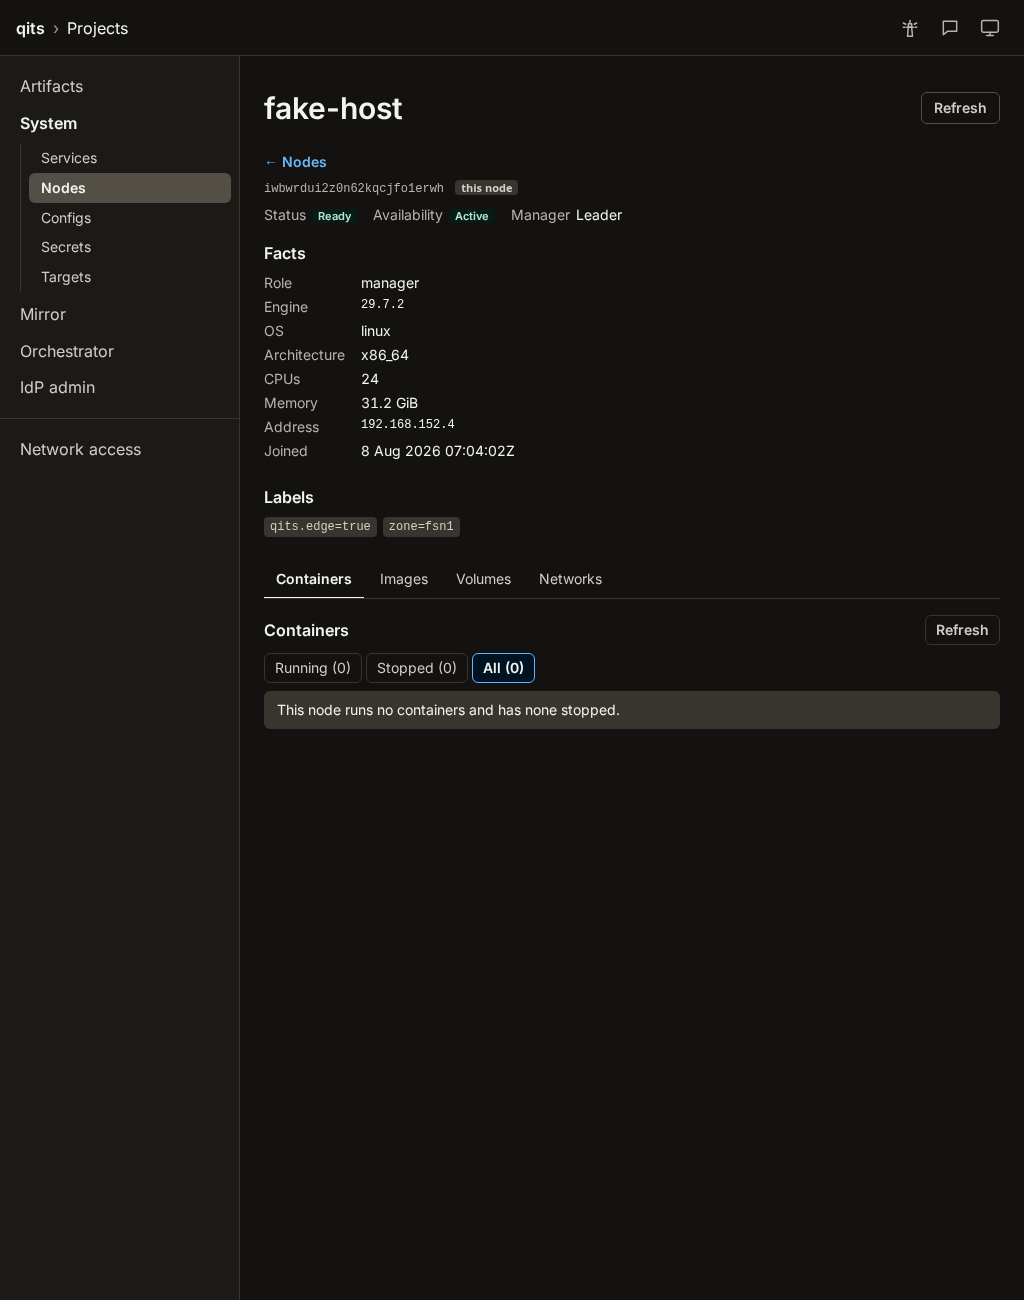 qits › Projects
Artifacts
System
Services
Nodes
Configs
Secrets
Targets
Mirror
Orchestrator
IdP admin
Network access
fake-host
Refresh
← Nodes
iwbwrdui2z0n62kqcjfo1erwh this node
Status Ready Availability Active Manager Leader
Facts
Role manager
Engine 29.7.2
OS linux
Architecture x86_64
CPUs 24
Memory 31.2 GiB
Address 192.168.152.4
Joined 8 Aug 2026 07:04:02Z
Labels
qits.edge=true zone=fsn1
Containers Images Volumes Networks
Containers
Refresh
Running (0) Stopped (0) All (0)
This node runs no containers and has none stopped.